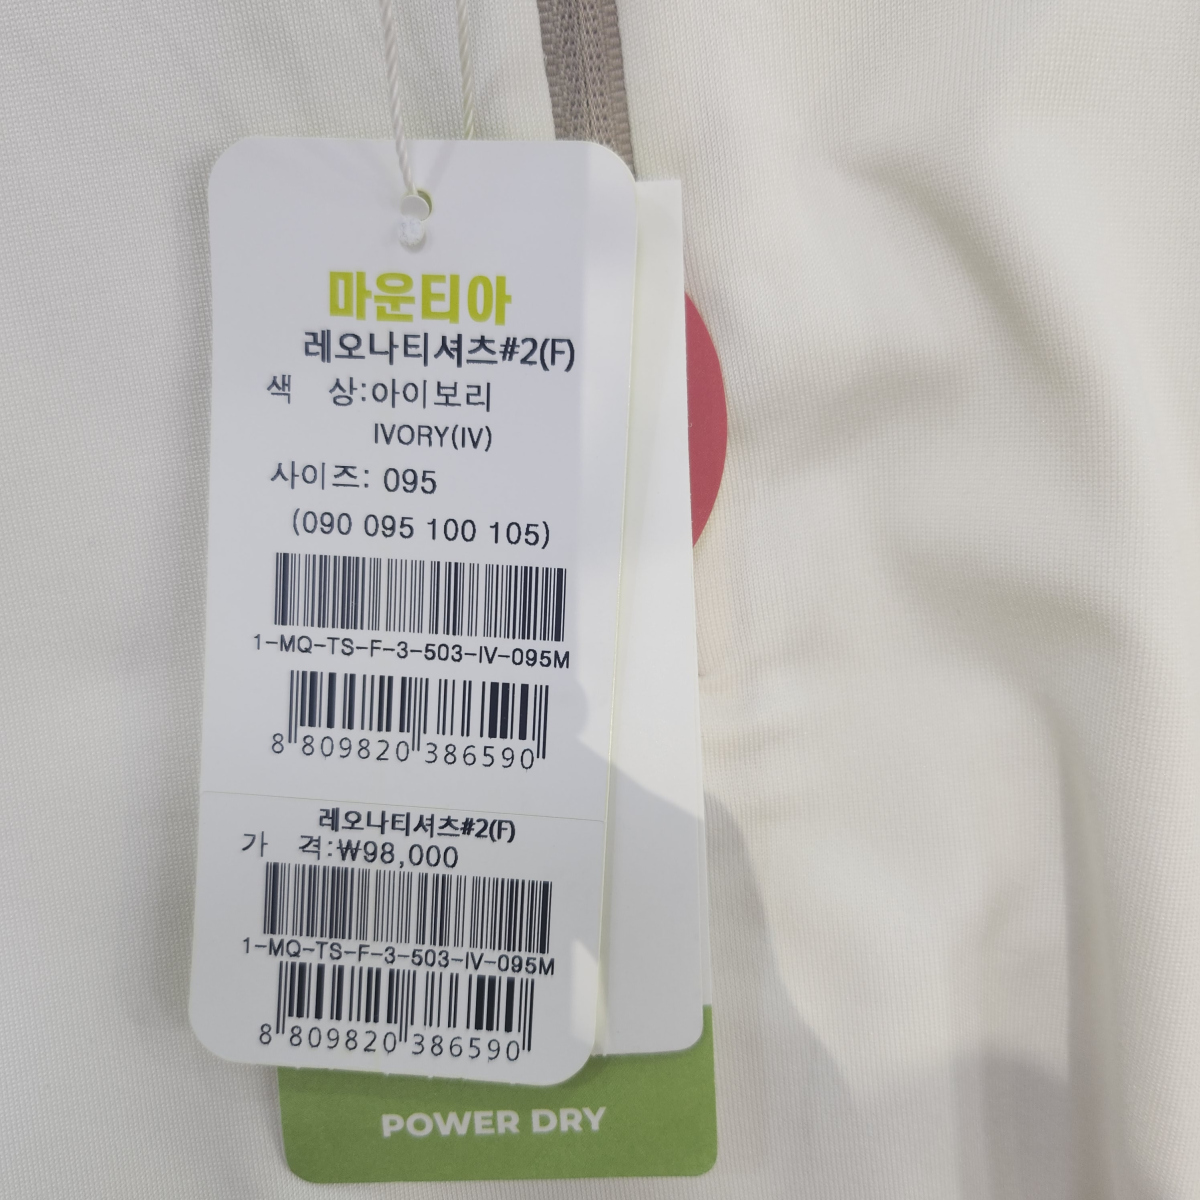 마운티아
레오나티셔츠#2(F)
색 상:아이보리
IVORY(IV)
사이즈: 095
(090 095 100 105)
1-MQ-TS-F-3-503-IV-095M
8 809820 386590
레오나티셔츠#2(F)
가 격:₩98,000
1-MQ-TS-F-3-503-IV-095M
8 809820 386590
POWER DRY